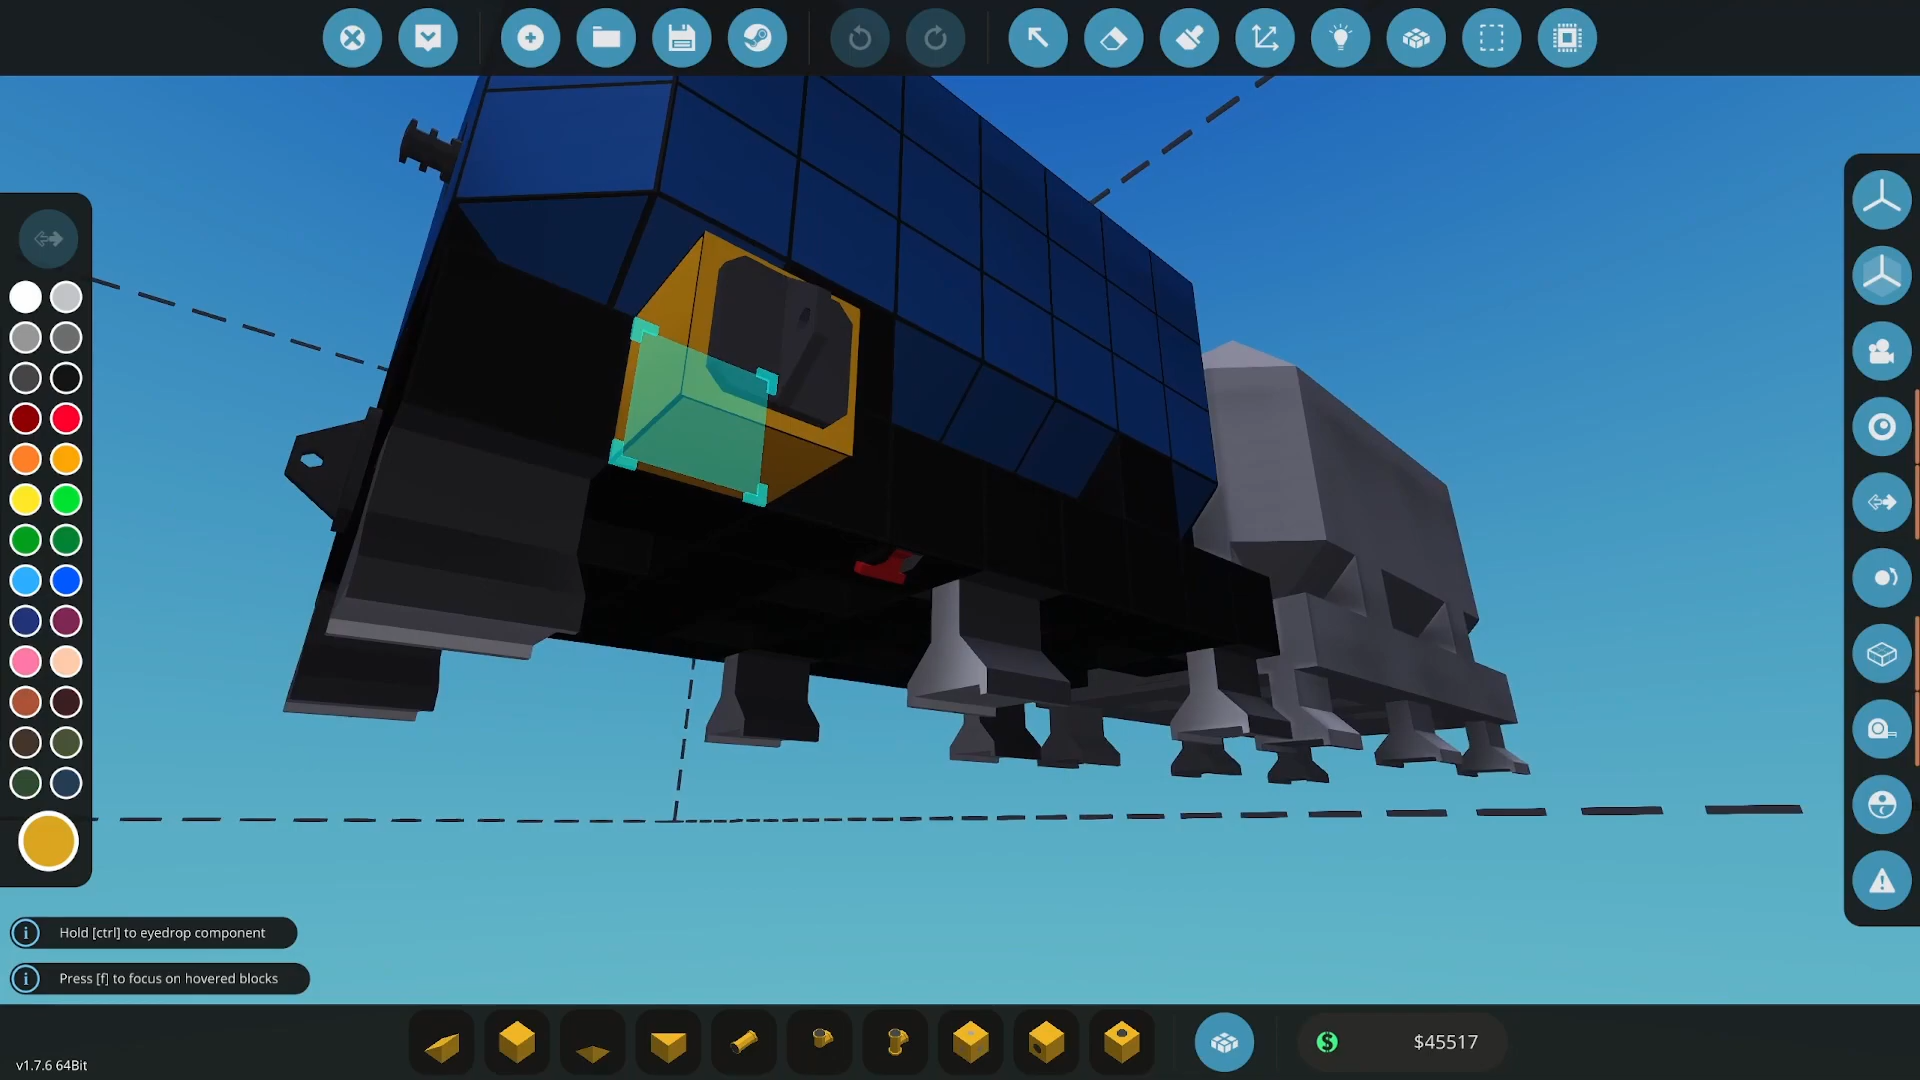 Hold [ctrl] to eyedrop component
Press [f] to focus on hovered blocks
$45517
v1.7.6 64Bit